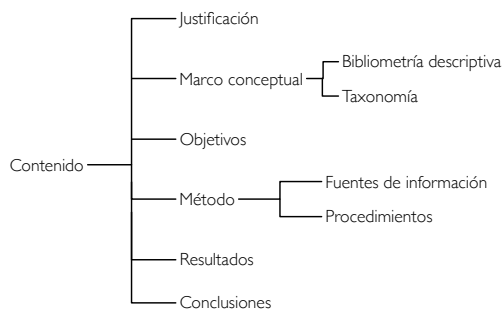 Contenido
Justificación
Marco conceptual
Bibliometría descriptiva
Taxonomía
Objetivos
Método
Fuentes de información
Procedimientos
Resultados
Conclusiones